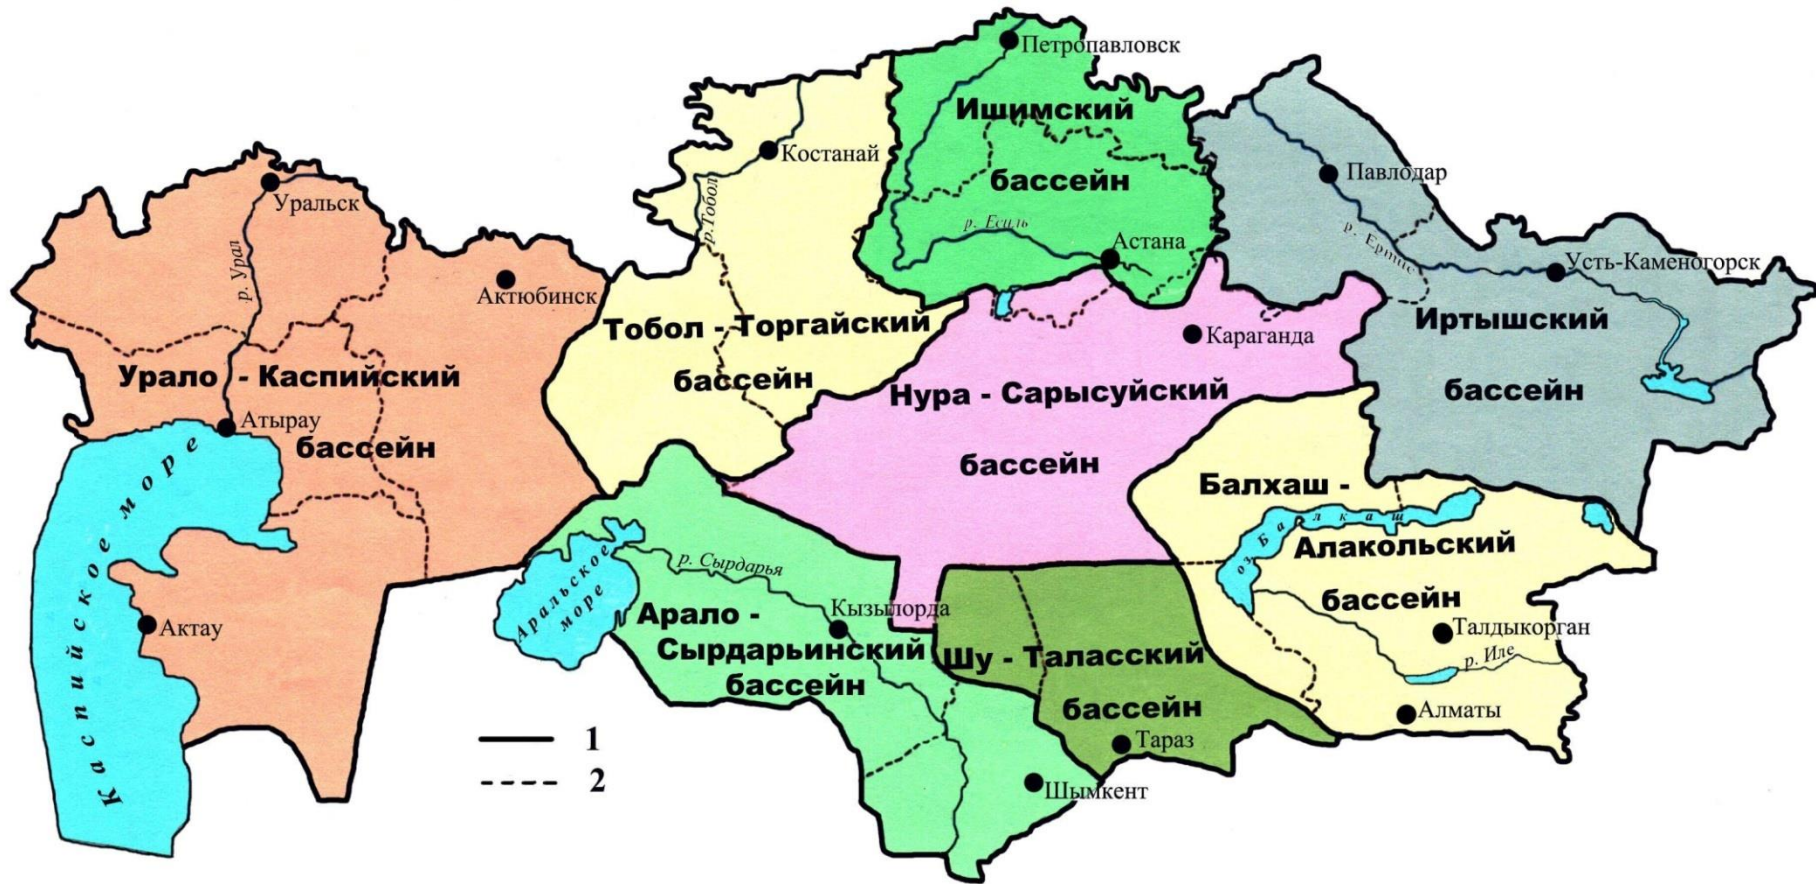 Петропавловск
Ишимский
бассейн
р. Есиль
Астана
Костанай
р.Тобол
Тобол - Торгайский
бассейн
Павлодар
р. Ертис
Усть-Каменогорск
Иртышский
бассейн
Уральск
р. Урал
Актюбинск
Урало - Каспийский
бассейн
Атырау
Каспийское море
Актау
Караганда
Нура - Сарысуйский
бассейн
Балхаш -
Алакольский
бассейн
оз Балкаш
Талдыкорган
р. Иле
Алматы
Аральское
море
р. Сырдарья
Кызылорда
Арало -
Сырдарьинский
бассейн
Шу - Таласский
бассейн
Тараз
Шымкент
1
2